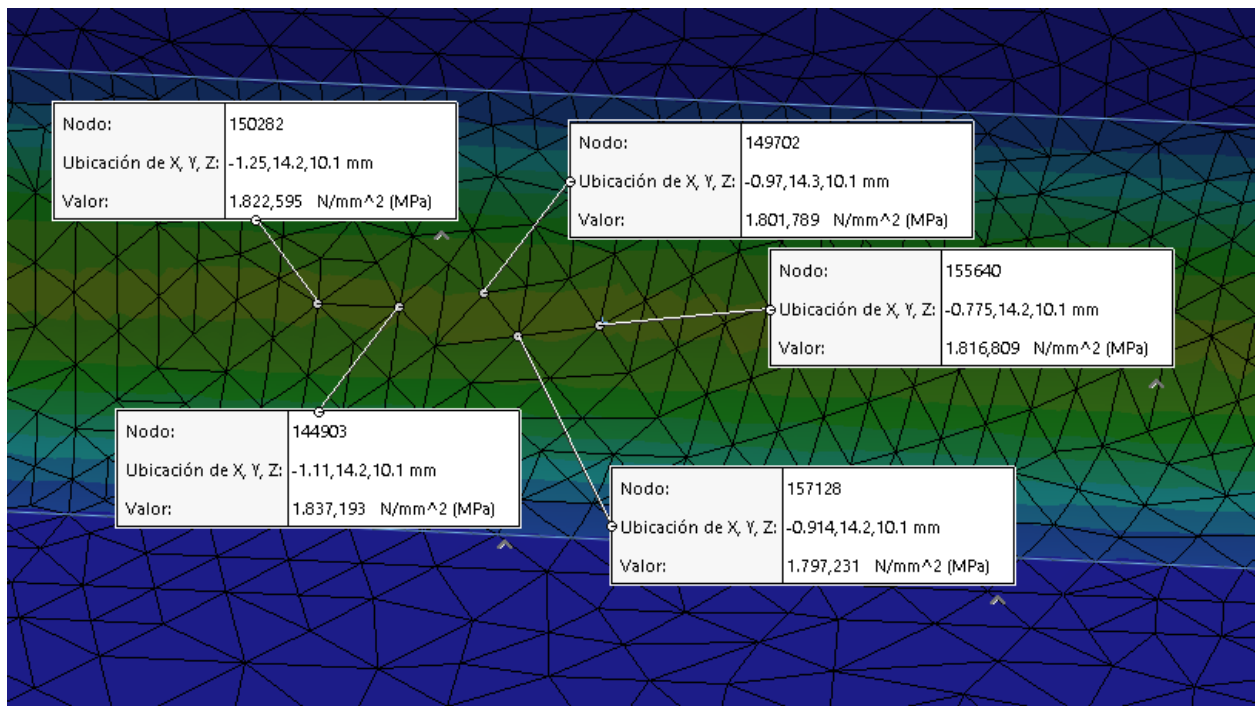 Nodo: 150282
Ubicación de X, Y, Z: -1.25,14.2,10.1 mm
Valor: 1.822,595 N/mm^2 (MPa)
Nodo: 149702
Ubicación de X, Y, Z: -0.97,14.3,10.1 mm
Valor: 1.801,789 N/mm^2 (MPa)
Nodo: 155640
Ubicación de X, Y, Z: -0.775,14.2,10.1 mm
Valor: 1.816,809 N/mm^2 (MPa)
Nodo: 144903
Ubicación de X, Y, Z: -1.11,14.2,10.1 mm
Valor: 1.837,193 N/mm^2 (MPa)
Nodo: 157128
Ubicación de X, Y, Z: -0.914,14.2,10.1 mm
Valor: 1.797,231 N/mm^2 (MPa)